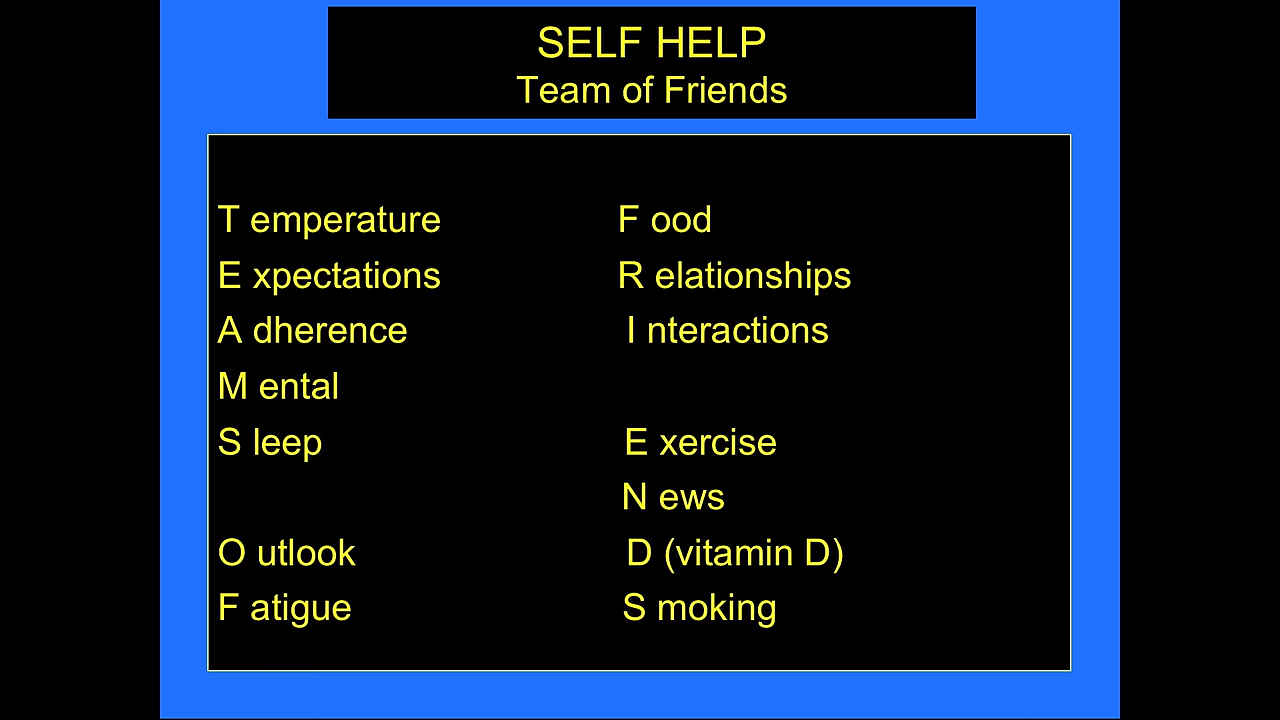 SELF HELP
Team of Friends
T emperature F ood
E xpectations R elationships
A dherence I nteractions
M ental
S leep E xercise
N ews
O utlook D (vitamin D)
F atigue S moking